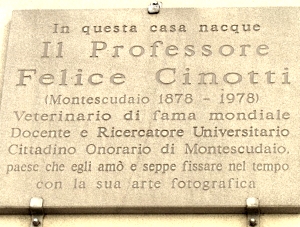 In questa casa nacque
Il Professore
Felice Cinotti
(Montescudaio 1878 - 1978)
Veterinario di fama mondiale
Docente e Ricercatore Universitario
Cittadino Onorario di Montescudaio,
paese che egli amò e seppe fissare nel tempo
con la sua arte fotografica